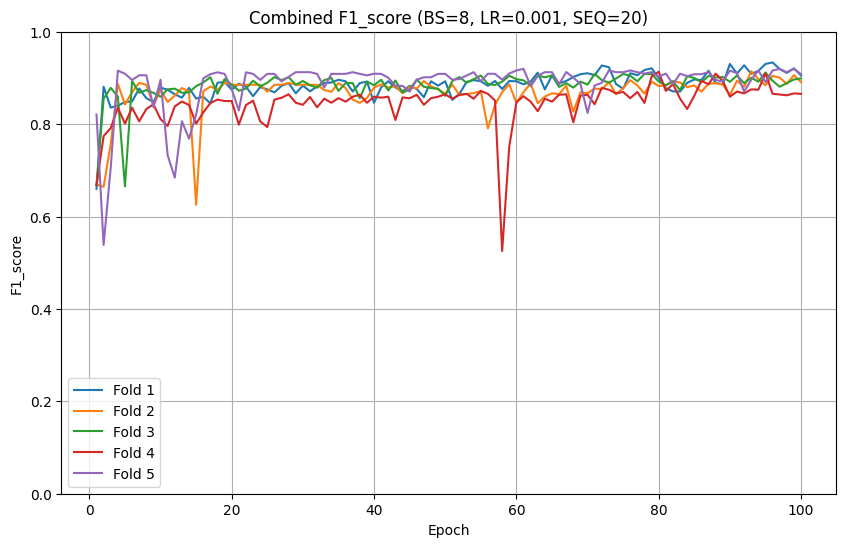 Combined F1_score (BS=8, LR=0.001, SEQ=20)
1.0
0.8
0.6
0.4
0.2
0.0
F1_score
Fold 1
Fold 2
Fold 3
Fold 4
Fold 5
0 20 40 60 80 100
Epoch